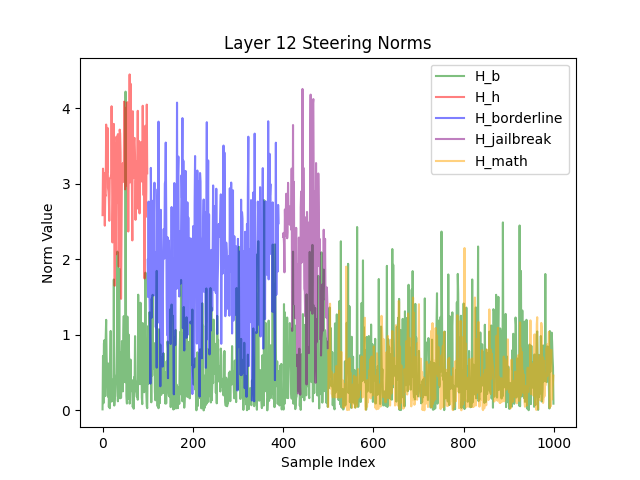 Layer 12 Steering Norms
H_b
H_h
H_borderline
H_jailbreak
H_math
Norm Value
4
3
2
1
0
0 200 400 600 800 1000
Sample Index